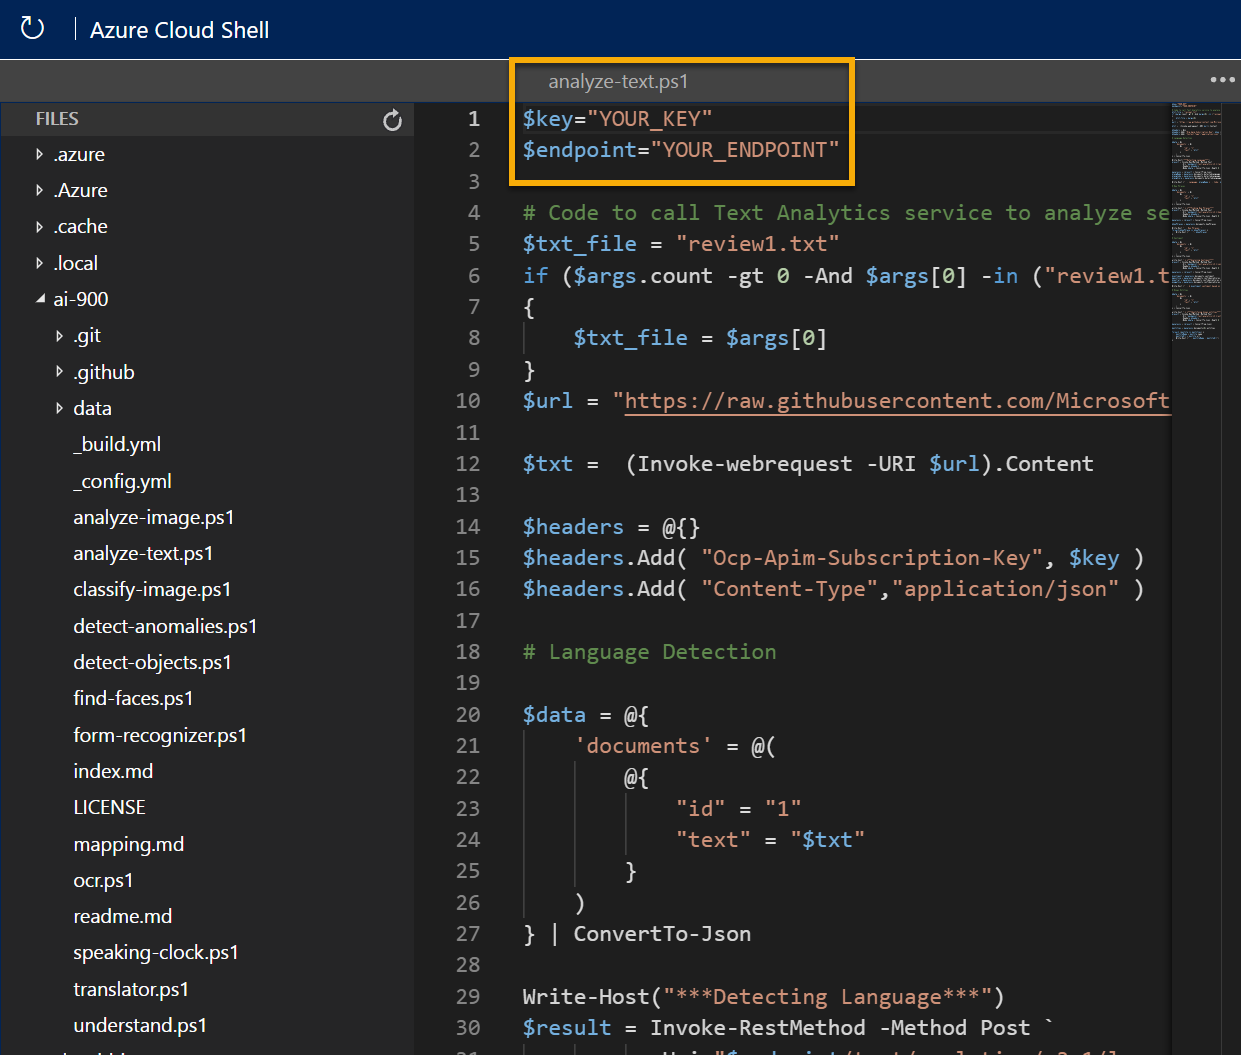 Azure Cloud Shell
analyze-text.ps1
FILES
.azure
.Azure
.cache
.local
ai-900
.git
.github
data
_build.yml
_config.yml
analyze-image.ps1
analyze-text.ps1
classify-image.ps1
detect-anomalies.ps1
detect-objects.ps1
find-faces.ps1
form-recognizer.ps1
index.md
LICENSE
mapping.md
ocr.ps1
readme.md
speaking-clock.ps1
translator.ps1
understand.ps1
1 $key="YOUR_KEY"
2 $endpoint="YOUR_ENDPOINT"
3
4 # Code to call Text Analytics service to analyze se
5 $txt_file = "review1.txt"
6 if ($args.count -gt 0 -And $args[0] -in ("review1.t
7 {
8 $txt_file = $args[0]
9 }
10 $url = "https://raw.githubusercontent.com/Microsoft
11
12 $txt = (Invoke-webrequest -URI $url).Content
13
14 $headers = @{}
15 $headers.Add( "Ocp-Apim-Subscription-Key", $key )
16 $headers.Add( "Content-Type","application/json" )
17
18 # Language Detection
19
20 $data = @{
21 'documents' = @(
22 @{
23 "id" = "1"
24 "text" = "$txt"
25 }
26 )
27 } | ConvertTo-Json
28
29 Write-Host("***Detecting Language***")
30 $result = Invoke-RestMethod -Method Post `